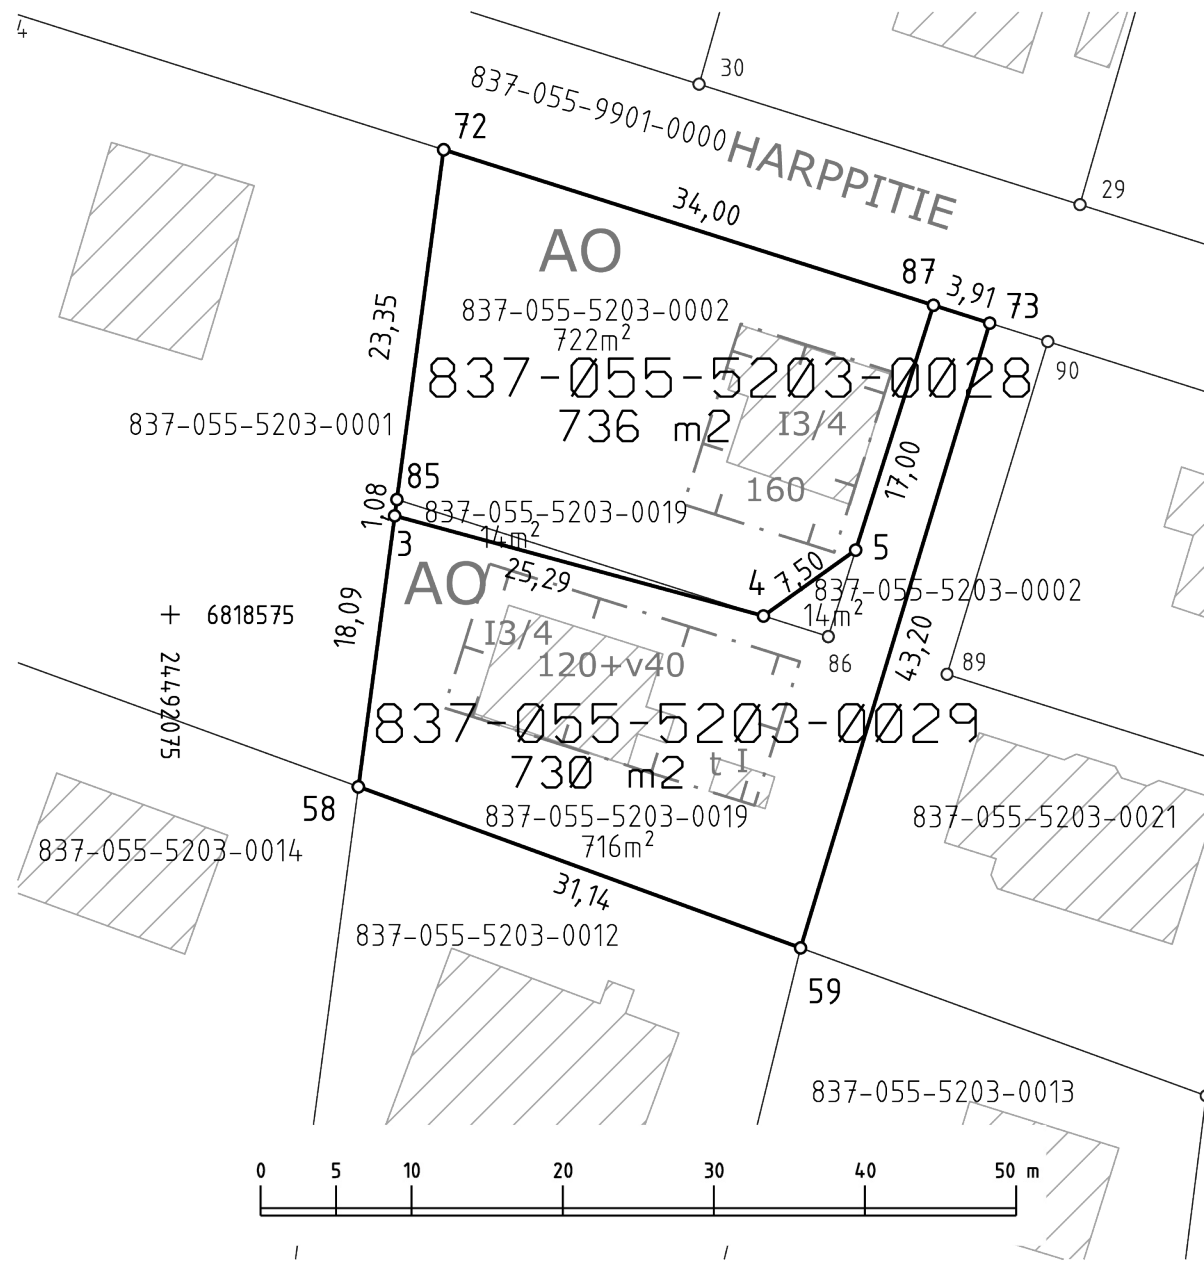 4
30
837-055-9901-0000
HARPPITIE
29
72
34,00
AO
87
3,91
73
90
837-055-5203-0002
722m²
837-055-5203-0028
736 m2
I3/4
160
23,35
837-055-5203-0001
17,00
85
1,08
837-055-5203-0019
14m²
3
25,29
4
7,50
5
837-055-5203-0002
14m²
86
43,20
89
AO
I3/4
120+v40
18,09
6818575
24492075
837-055-5203-0029
730 m2
t I
58
837-055-5203-0019
716m²
837-055-5203-0021
837-055-5203-0014
31,14
837-055-5203-0012
59
837-055-5203-0013
0 5 10 20 30 40 50 m